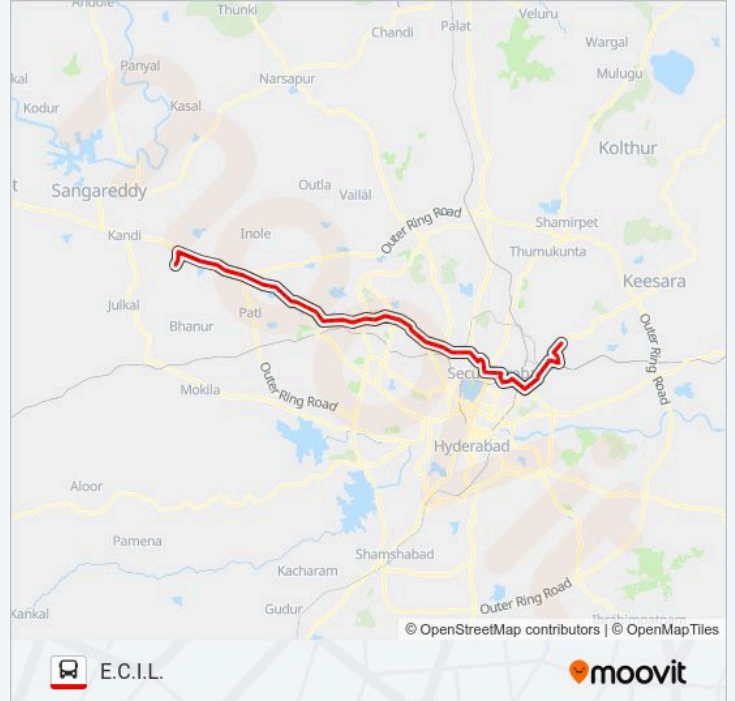 Andole
Thunki
Chandi
Palat
Veluru
Wargal
Panyal
Narsapur
Mulugu
kal
Kasal
Kodur
Kolthur
t
Sangareddy
Outla
Vailāl
Outer Ring Road
Shamirpet
Kandi
Inole
Thumukunta
Keesara
Julkal
Pati
Bhanur
Outer Ring Road
Mokila
Outer Ring Road
Hyderabad
Aloor
Pamena
Shamshabad
Kacharam
Gudur
Outer Ring Road
Kankal
© OpenStreetMap contributors | © OpenMapTiles
E.C.I.L.
moovit